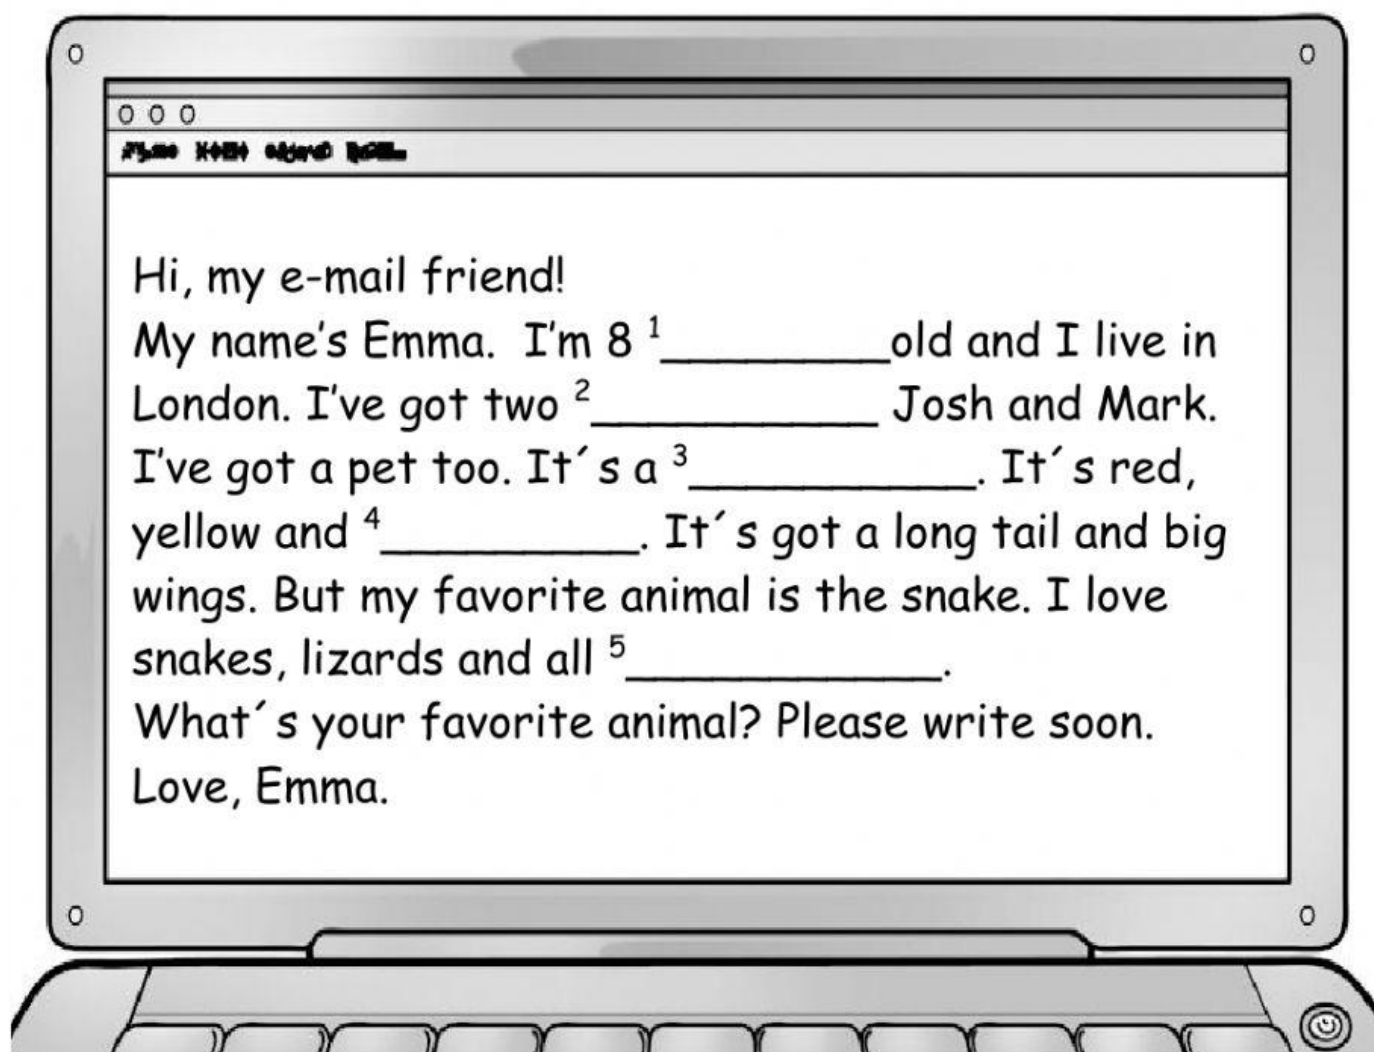 Hi, my e-mail friend!
My name's Emma. I'm 8 ¹________old and I live in
London. I've got two ²__________ Josh and Mark.
I've got a pet too. It´s a ³__________. It´s red,
yellow and ⁴_________. It´s got a long tail and big
wings. But my favorite animal is the snake. I love
snakes, lizards and all ⁵___________.
What´s your favorite animal? Please write soon.
Love, Emma.